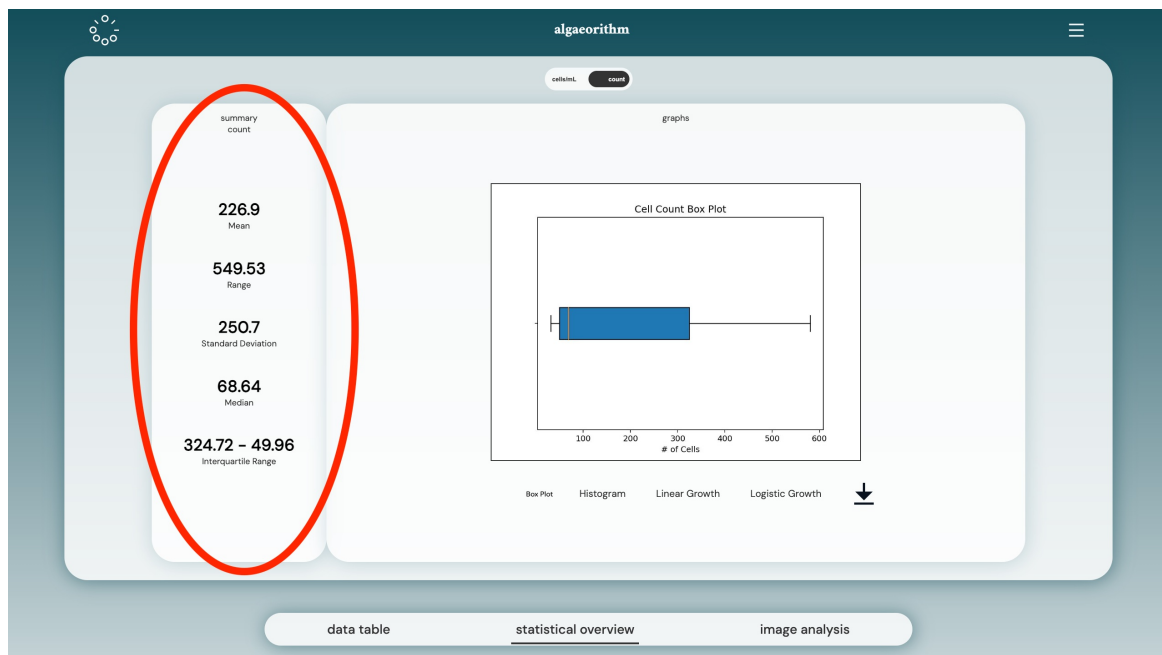 algaeorithm
cells/mL count
summary
count
226.9
Mean
549.53
Range
250.7
Standard Deviation
68.64
Median
324.72 - 49.96
Interquartile Range
graphs
Cell Count Box Plot
100 200 300 400 500 600
# of Cells
Box Plot Histogram Linear Growth Logistic Growth
data table statistical overview image analysis